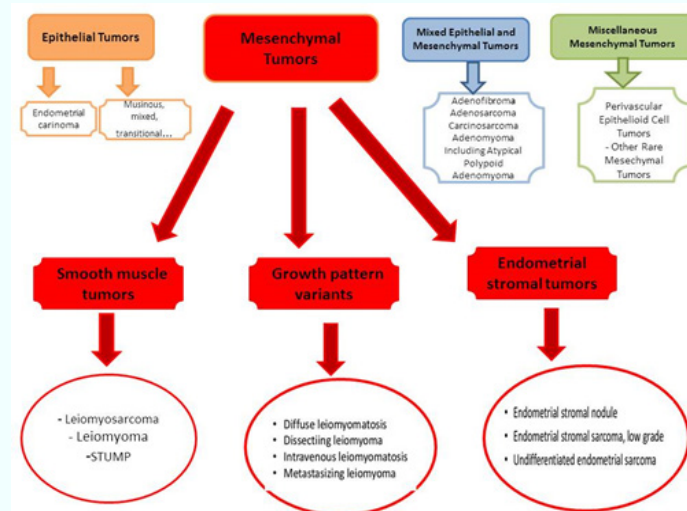 Epithelial Tumors
Mesenchymal
Tumors
Mixed Epithelial and
Mesenchymal Tumors
Miscellaneous
Mesenchymal Tumors
Endometrial
carinoma
Musinous,
mixed,
transitional...
Adenofibroma
Adenosarcoma
Carcinosarcoma
Adenomyoma
Including Atypical
Polypoid
Adenomyoma
Perivascular
Epithelioid Cell
Tumors
- Other Rare
Mesechymal
Tumors
Smooth muscle
tumors
Growth pattern
variants
Endometrial
stromal tumors
- Leiomyosarcoma
- Leiomyoma
-STUMP
• Diffuse leiomyomatosis
• Dissectiing leiomyoma
• Intravenous leiomyomatosis
• Metastasizing leiomyoma
• Endometrial stromal nodule
• Endometrial stromal sarcoma, low grade
• Undifferentiated endometrial sarcoma